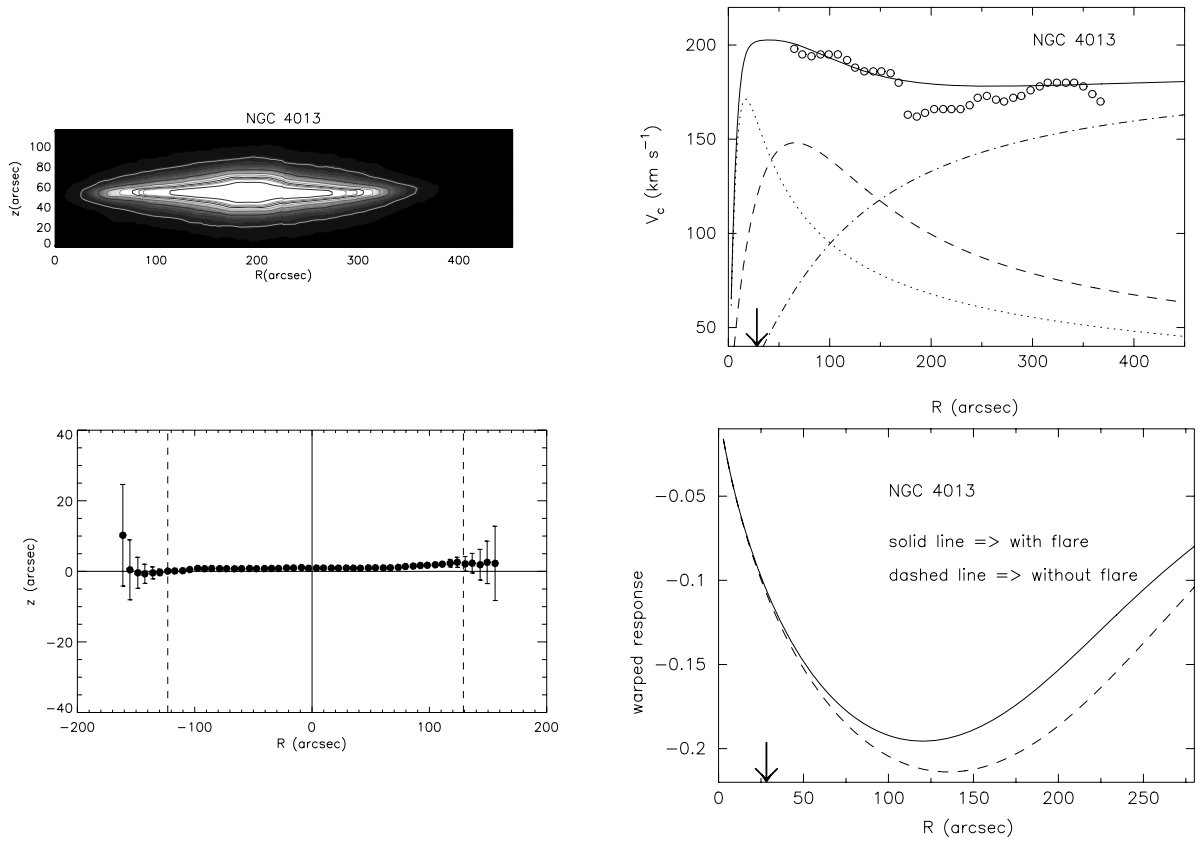 NGC 4013
z(arcsec)
100
80
60
40
20
0
0 100 200 300 400
R(arcsec)
NGC 4013
V_c (km s^−1)
200
150
100
50
0 100 200 300 400
R (arcsec)
z (arcsec)
40
20
0
−20
−40
−200 −100 0 100 200
R (arcsec)
NGC 4013
solid line => with flare
dashed line => without flare
warped response
−0.05
−0.1
−0.15
−0.2
0 50 100 150 200 250
R (arcsec)